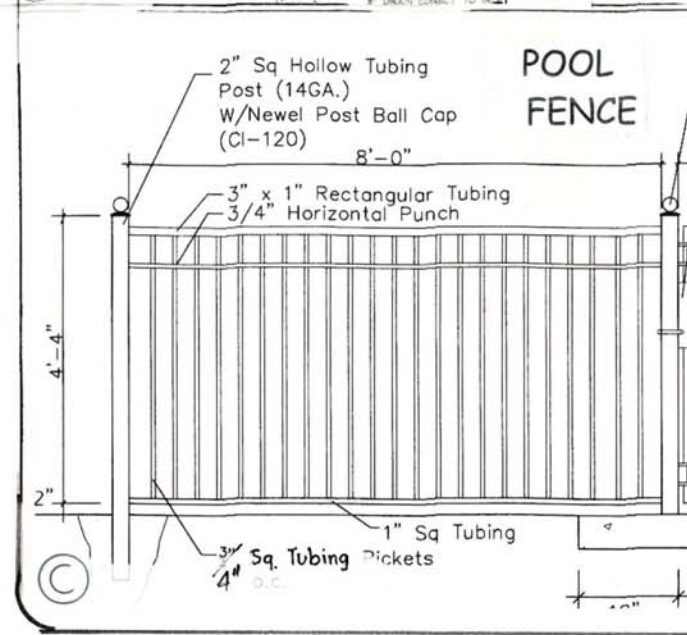 POOL
FENCE
2" Sq Hollow Tubing
Post (14GA.)
W/Newel Post Ball Cap
(CI-120)
8'-0"
3" x 1" Rectangular Tubing
3/4" Horizontal Punch
4'-4"
2"
1" Sq Tubing
3/4" Sq. Tubing Pickets
o.c.
©